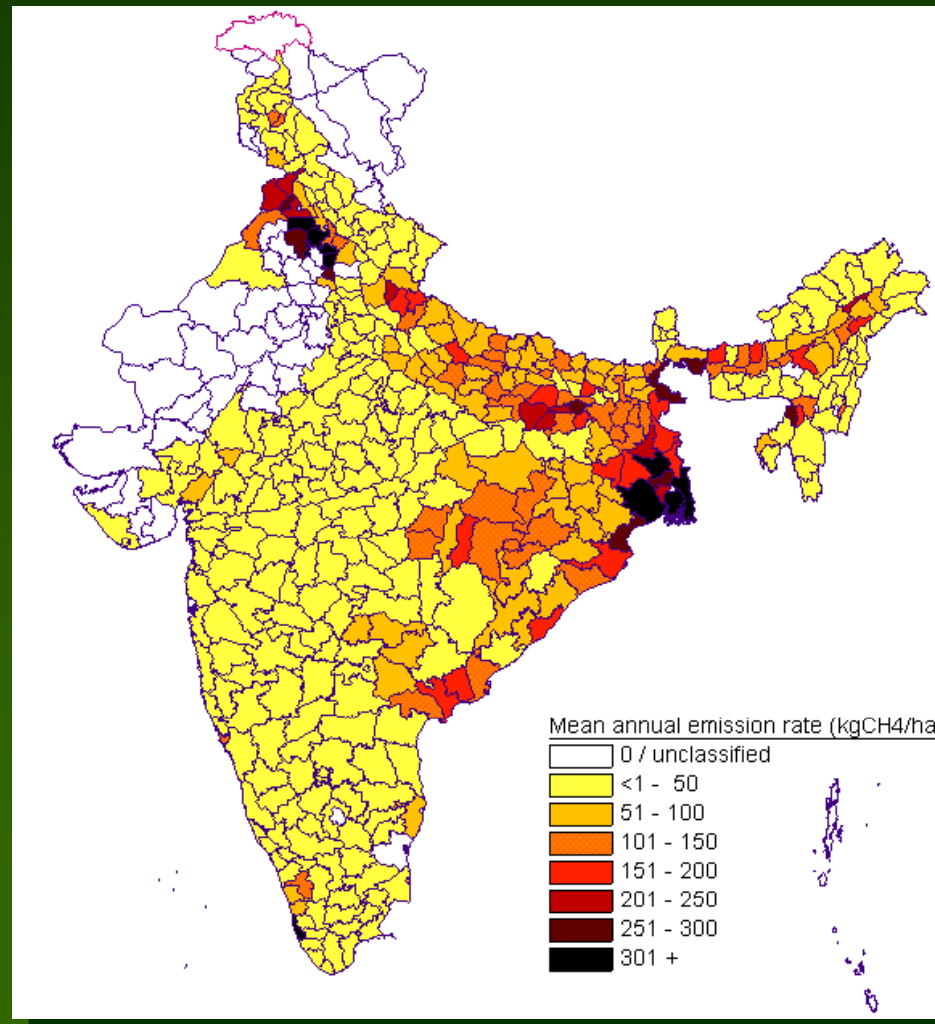 Mean annual emission rate (kgCH4/ha
0 / unclassified
<1 - 50
51 - 100
101 - 150
151 - 200
201 - 250
251 - 300
301 +